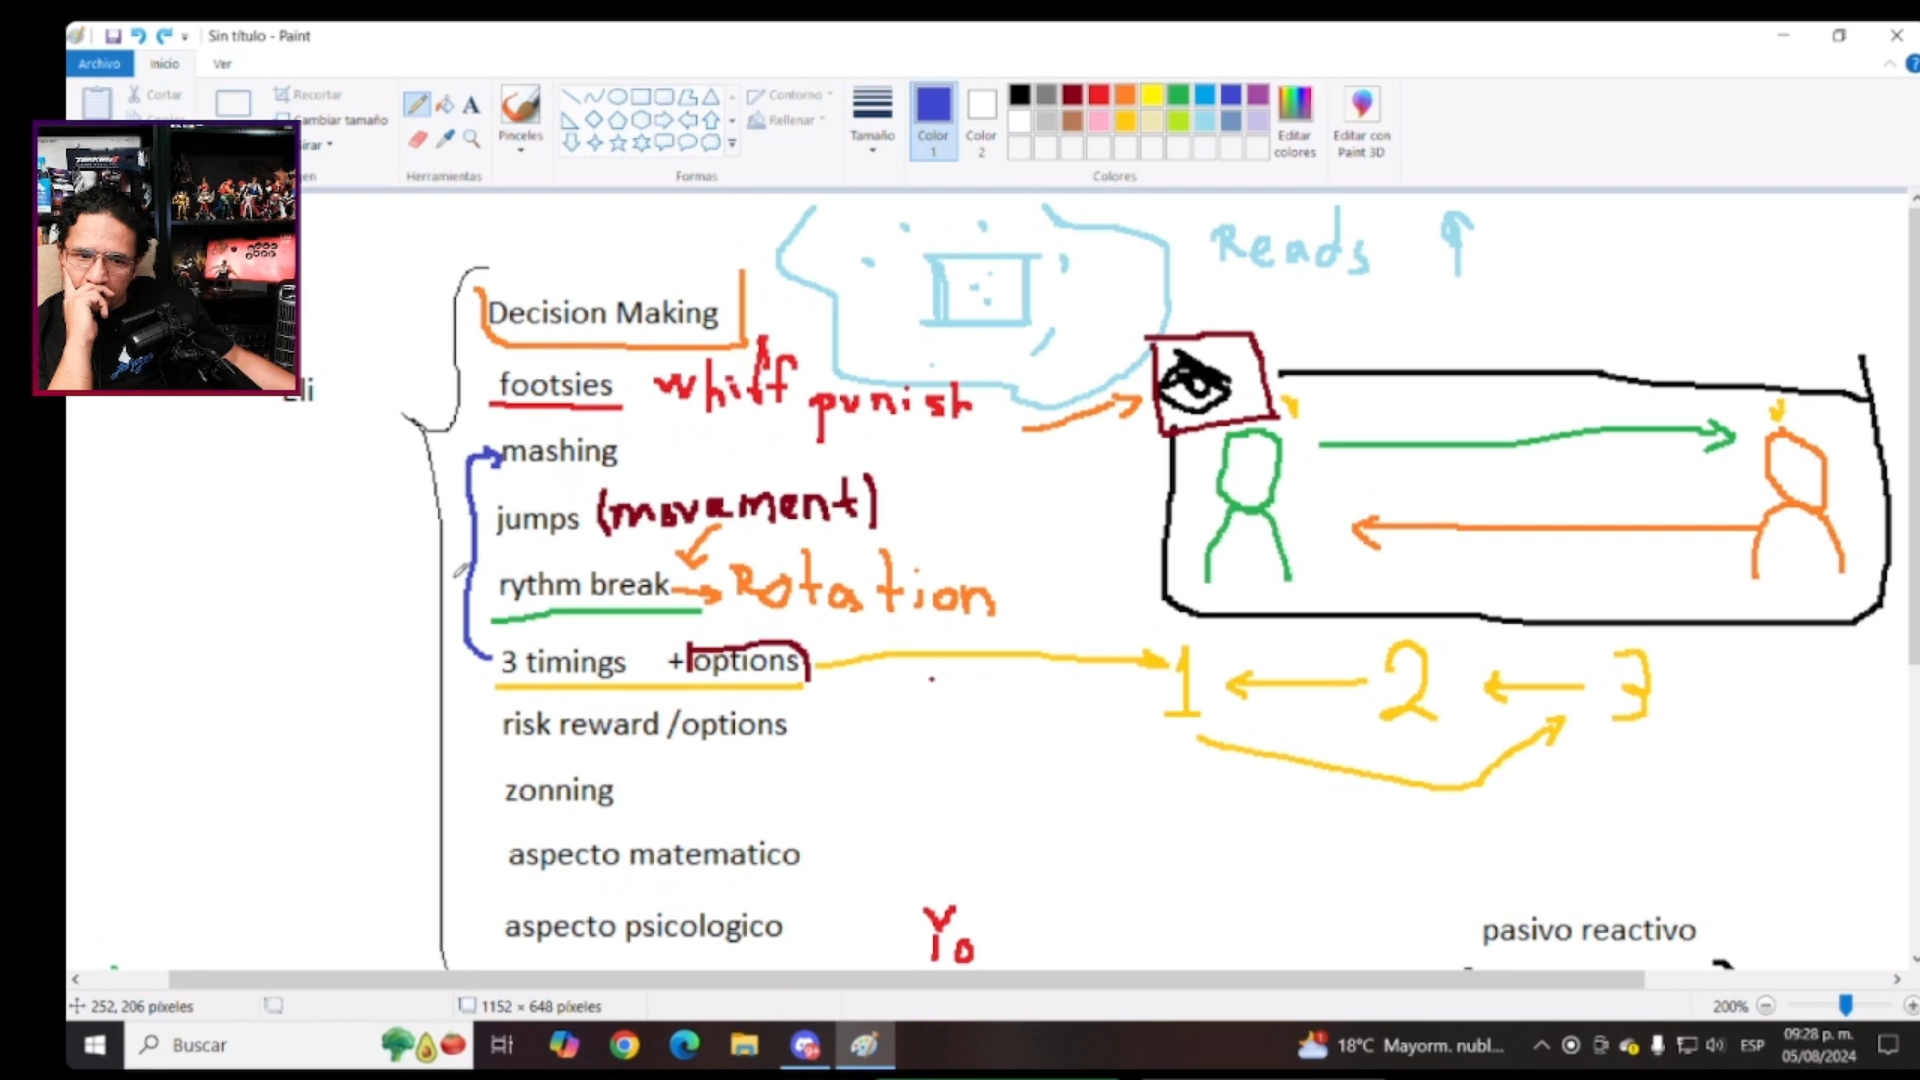 Sin título - Paint
Archivo Inicio Ver
Cortar
Recortar
Cambiar tamaño
Pinceles
Contorno
Rellenar
Tamaño
Color 1
Color 2
Editar colores
Editar con Paint 3D
Herramientas
Formas
Colores
TEKKEN 8
Reads
Decision Making
footsies whiff punish
mashing
jumps (movement)
rythm break Rotation
3 timings +options 1 2 3
risk reward /options
zonning
aspecto matematico
aspecto psicologico Yo
pasivo reactivo
252, 206 píxeles
1152 × 648 píxeles
200%
Buscar
18°C Mayorm. nubl...
ESP
09:28 p. m.
05/08/2024